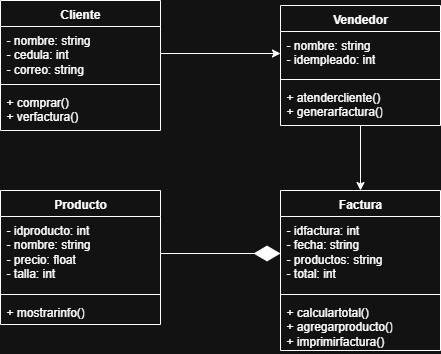 Cliente
- nombre: string
- cedula: int
- correo: string
+ comprar()
+ verfactura()
Vendedor
- nombre: string
- idempleado: int
+ atendercliente()
+ generarfactura()
Producto
- idproducto: int
- nombre: string
- precio: float
- talla: int
+ mostrarinfo()
Factura
- idfactura: int
- fecha: string
- productos: string
- total: int
+ calculartotal()
+ agregarproducto()
+ imprimirfactura()